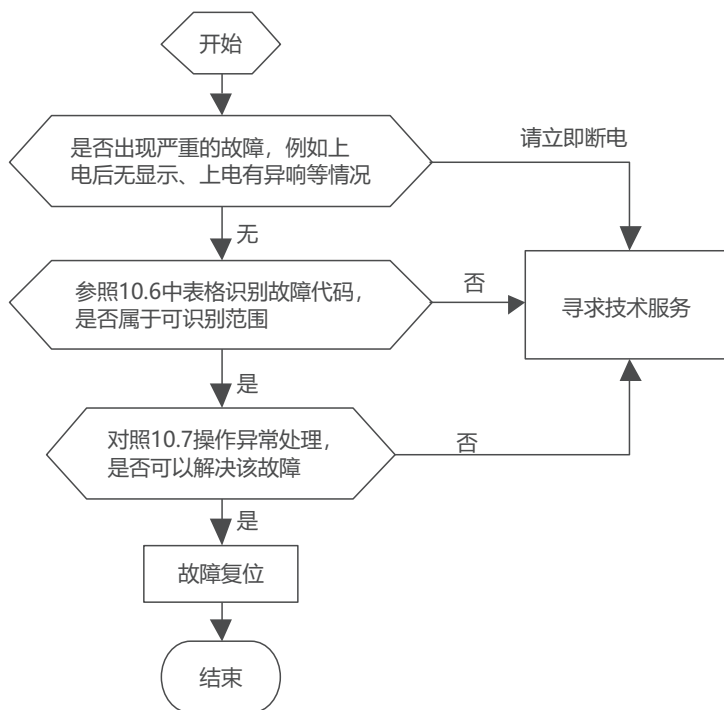 开始
是否出现严重的故障，例如上
电后无显示、上电有异响等情况
请立即断电
无
参照10.6中表格识别故障代码，
是否属于可识别范围
否
寻求技术服务
是
对照10.7操作异常处理，
是否可以解决该故障
否
是
故障复位
结束